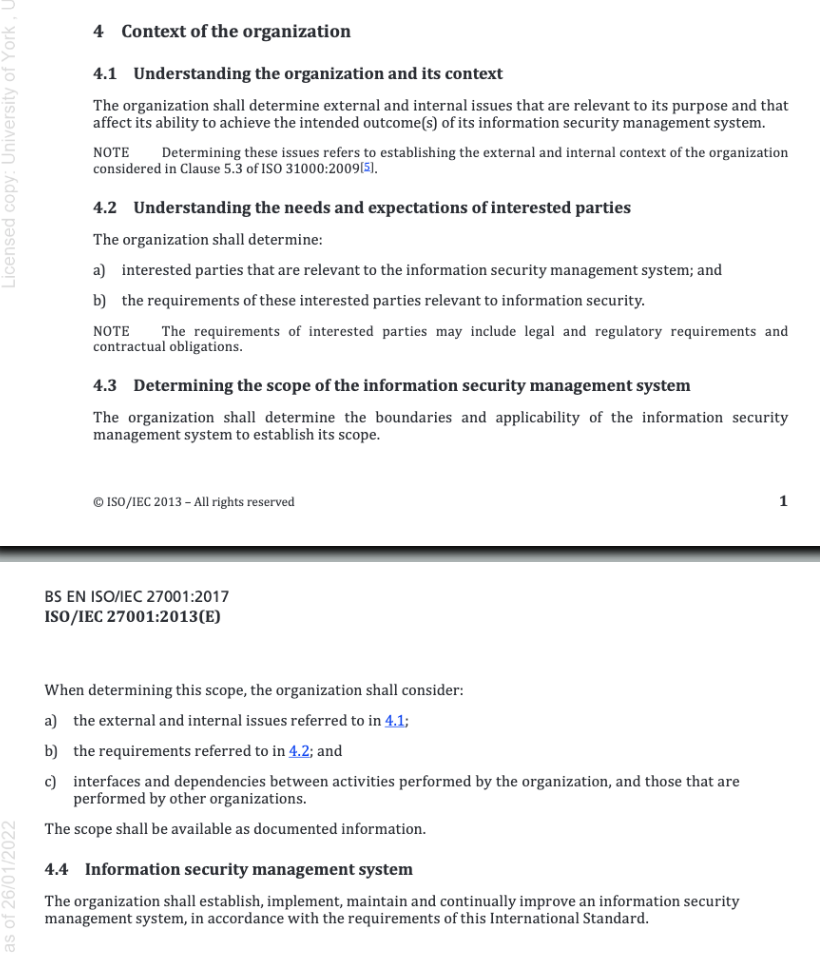 4 Context of the organization
4.1 Understanding the organization and its context
The organization shall determine external and internal issues that are relevant to its purpose and that
affect its ability to achieve the intended outcome(s) of its information security management system.
NOTE Determining these issues refers to establishing the external and internal context of the organization
considered in Clause 5.3 of ISO 31000:2009[5].
4.2 Understanding the needs and expectations of interested parties
The organization shall determine:
a) interested parties that are relevant to the information security management system; and
b) the requirements of these interested parties relevant to information security.
NOTE The requirements of interested parties may include legal and regulatory requirements and
contractual obligations.
4.3 Determining the scope of the information security management system
The organization shall determine the boundaries and applicability of the information security
management system to establish its scope.
© ISO/IEC 2013 – All rights reserved 1
Licensed copy: University of York , U
BS EN ISO/IEC 27001:2017
ISO/IEC 27001:2013(E)
When determining this scope, the organization shall consider:
a) the external and internal issues referred to in 4.1;
b) the requirements referred to in 4.2; and
c) interfaces and dependencies between activities performed by the organization, and those that are
performed by other organizations.
The scope shall be available as documented information.
4.4 Information security management system
The organization shall establish, implement, maintain and continually improve an information security
management system, in accordance with the requirements of this International Standard.
as of 26/01/2022